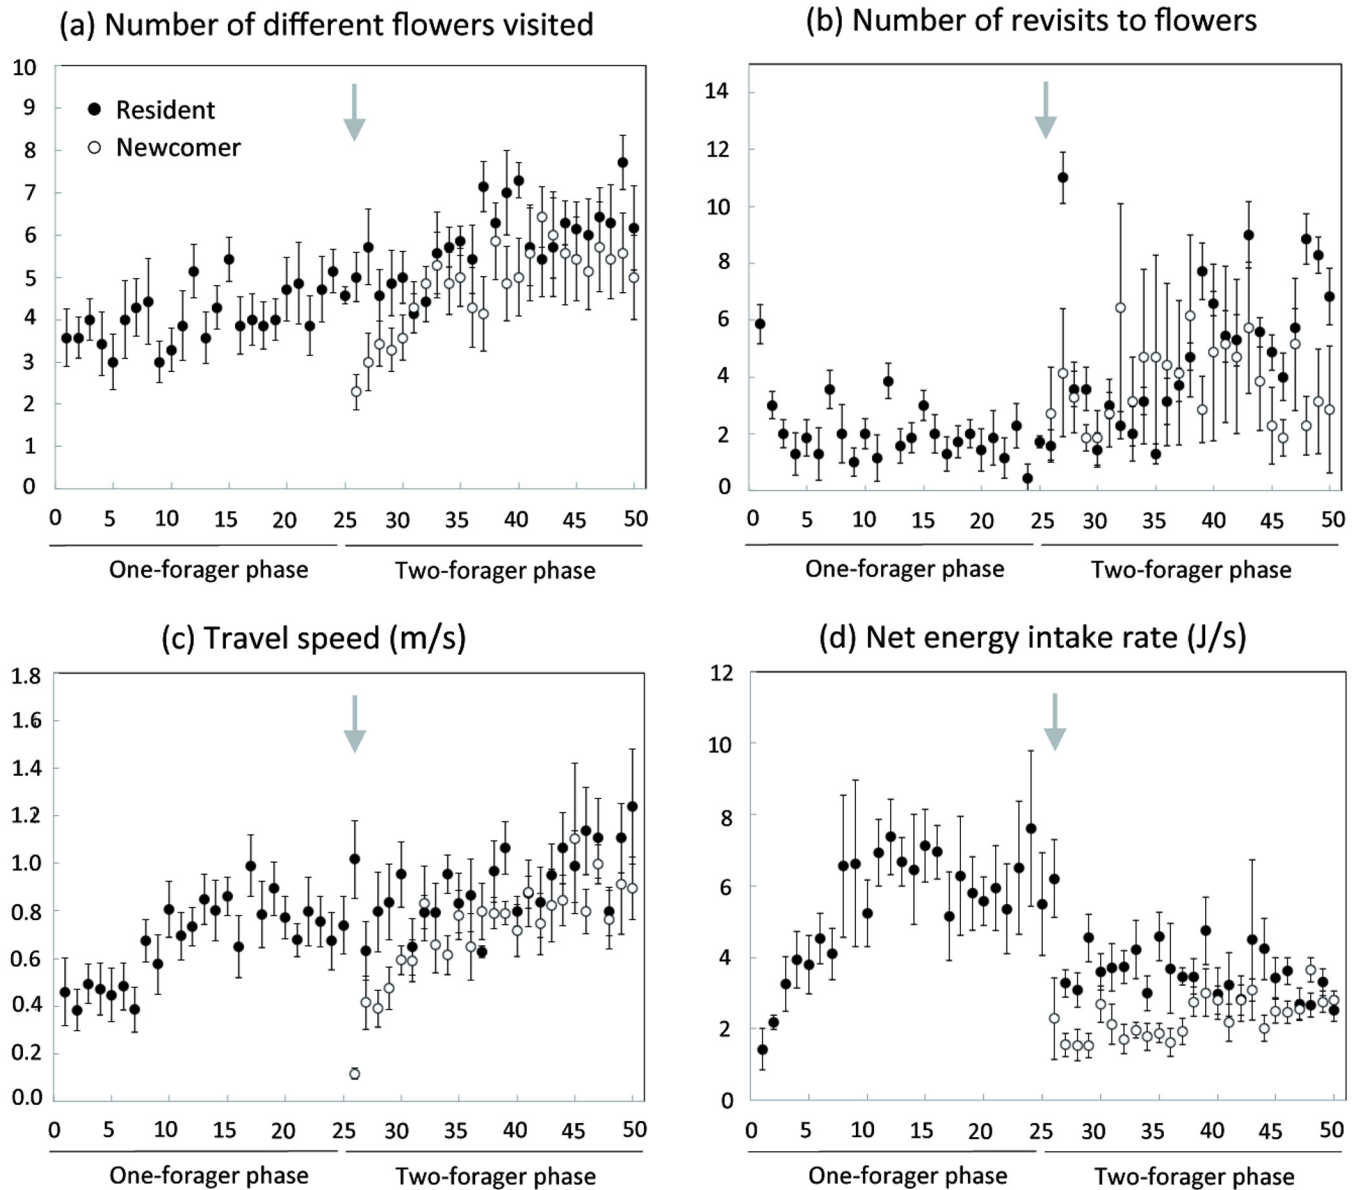 (a) Number of different flowers visited
10
9
8
7
6
5
4
3
2
1
0
Resident
Newcomer
0 5 10 15 20 25 30 35 40 45 50
One-forager phase Two-forager phase
(b) Number of revisits to flowers
14
12
10
8
6
4
2
0
0 5 10 15 20 25 30 35 40 45 50
One-forager phase Two-forager phase
(c) Travel speed (m/s)
1.8
1.6
1.4
1.2
1.0
0.8
0.6
0.4
0.2
0.0
0 5 10 15 20 25 30 35 40 45 50
One-forager phase Two-forager phase
(d) Net energy intake rate (J/s)
12
10
8
6
4
2
0
0 5 10 15 20 25 30 35 40 45 50
One-forager phase Two-forager phase